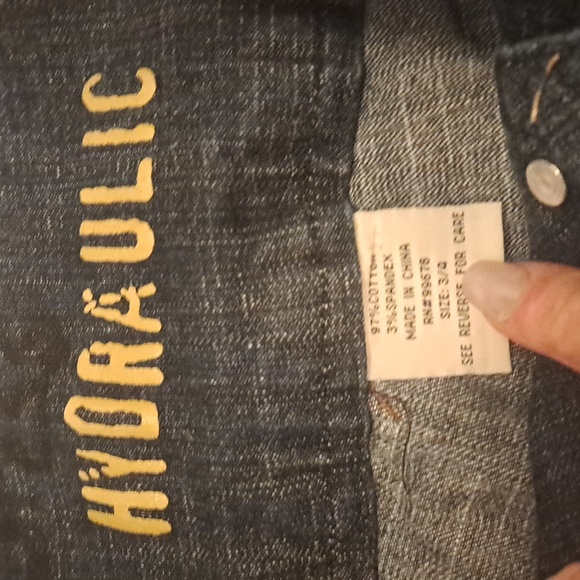 HYDRAULIC
97%COTTON
3%SPANDEX
MADE IN CHINA
RN#99678
SIZE: 3/4
SEE REVERSE FOR CARE